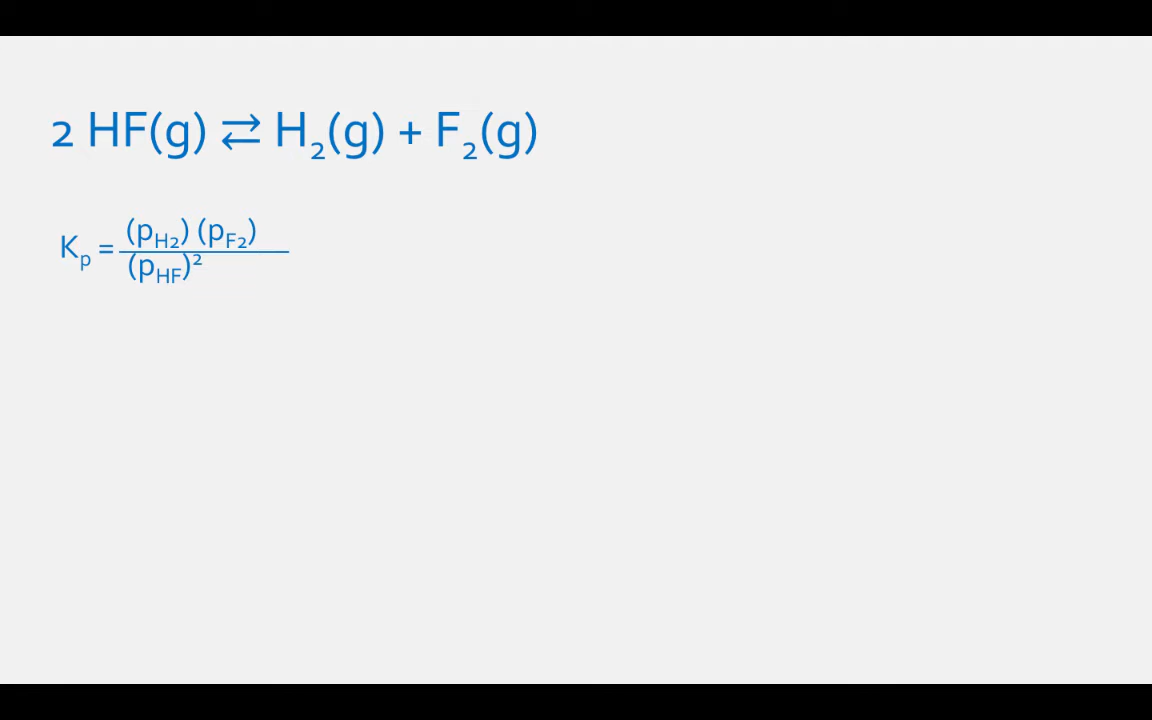 2 HF(g) ⇄ H₂(g) + F₂(g)
Kₚ = (p_H2) (p_F2)
(p_HF)²